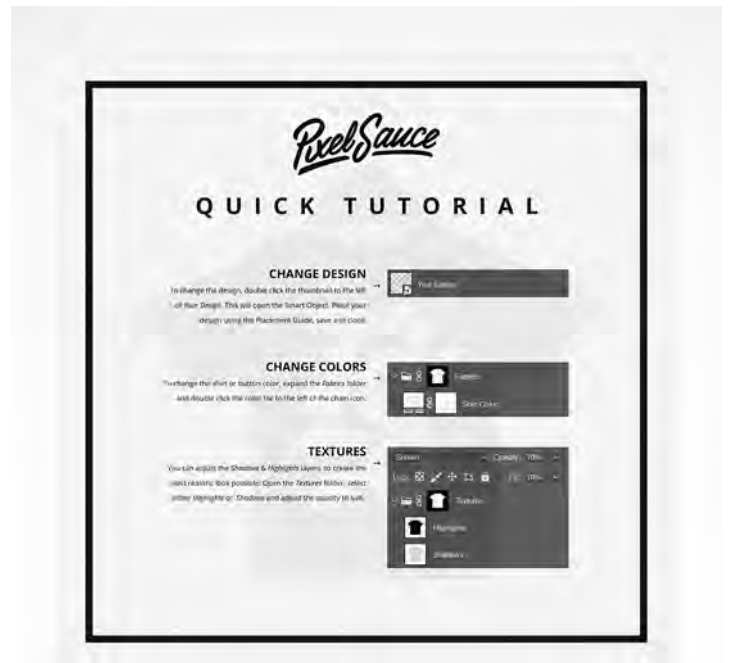 PixelSauce
QUICK TUTORIAL
CHANGE DESIGN
To change the design, double click the thumbnail to the left
of Your Design. This will open the Smart Object. Place your
design using the Placement Guide, save and close.
Your Design
CHANGE COLORS
To change the shirt or button color, expand the Fabrics folder
and double click the color tile to the left of the chain icon.
Fabrics
Shirt Color
TEXTURES
You can adjust the Shadows & Highlights layers, to create the
most realistic look possible. Open the Textures folder, select
either Highlights or Shadows and adjust the opacity to suit.
Screen Opacity: 70%
Lock: Fill: 70%
Textures
Highlights
Shadows